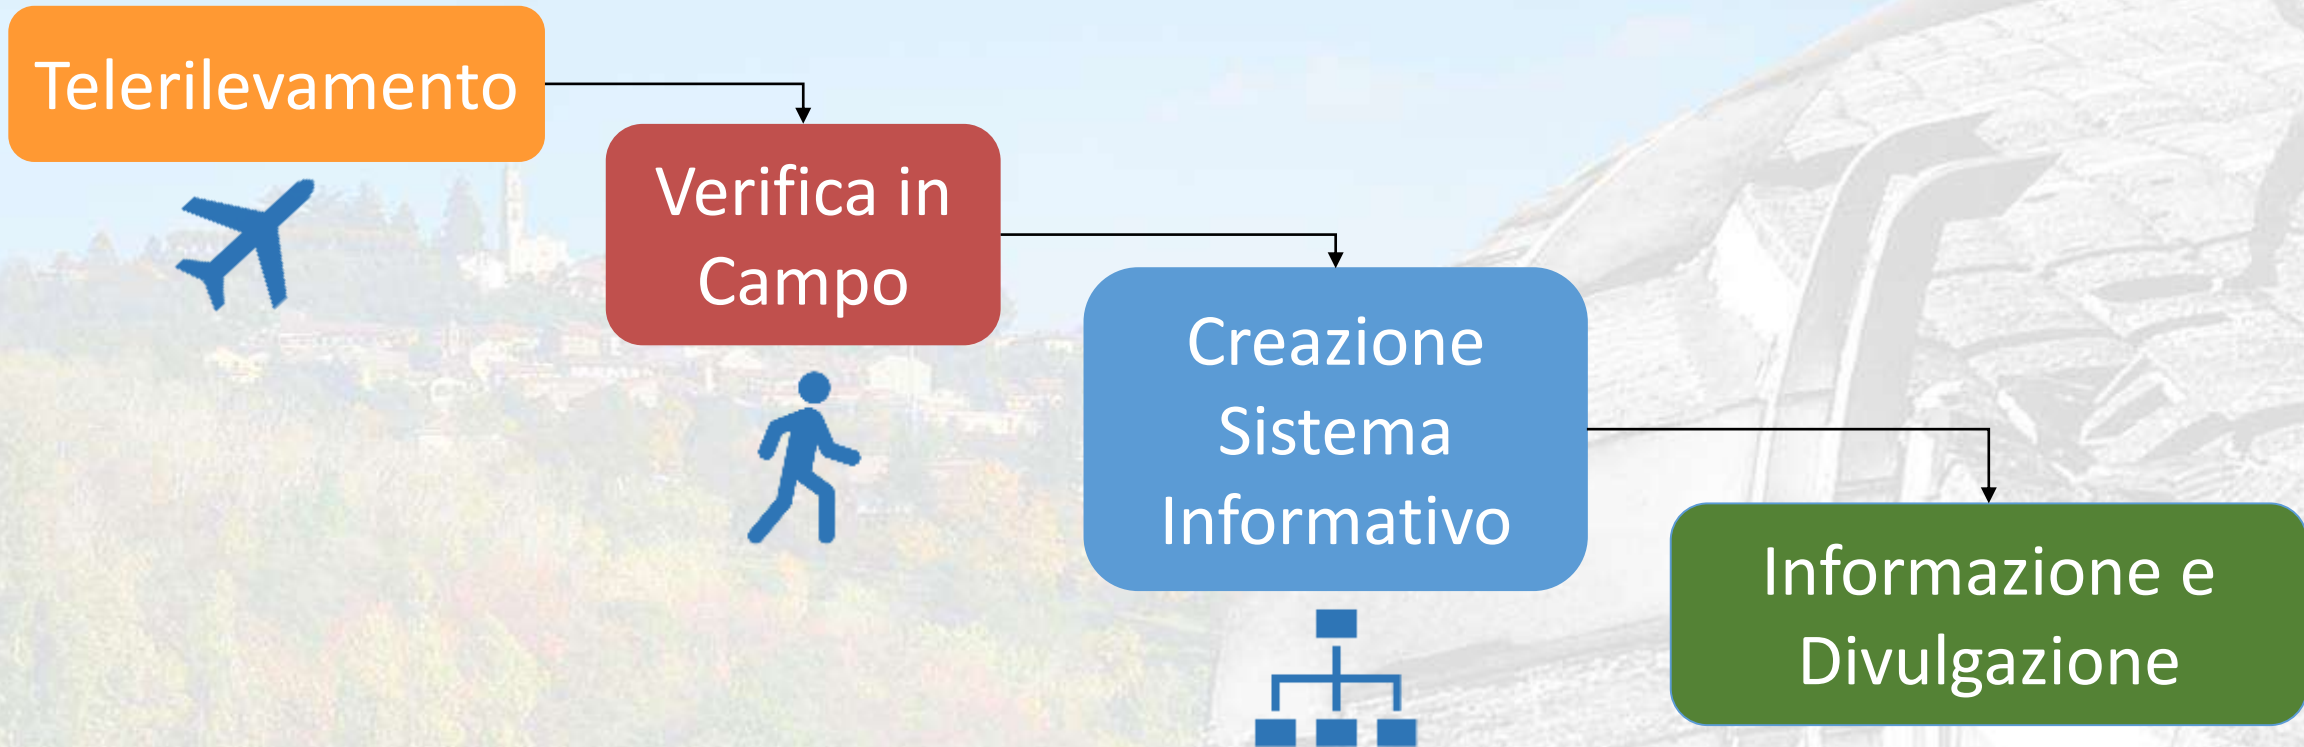 Telerilevamento
Verifica in
Campo
Creazione
Sistema
Informativo
Informazione e
Divulgazione